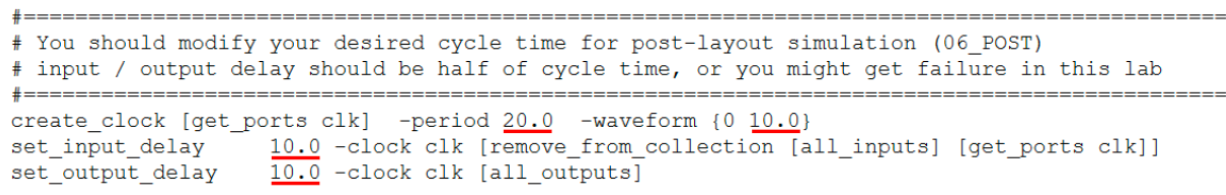 #==============================================================================================
# You should modify your desired cycle time for post-layout simulation (06_POST)
# input / output delay should be half of cycle time, or you might get failure in this lab
#==============================================================================================
create_clock [get_ports clk]  -period 20.0  -waveform {0 10.0}
set_input_delay     10.0 -clock clk [remove_from_collection [all_inputs] [get_ports clk]]
set_output_delay    10.0 -clock clk [all_outputs]